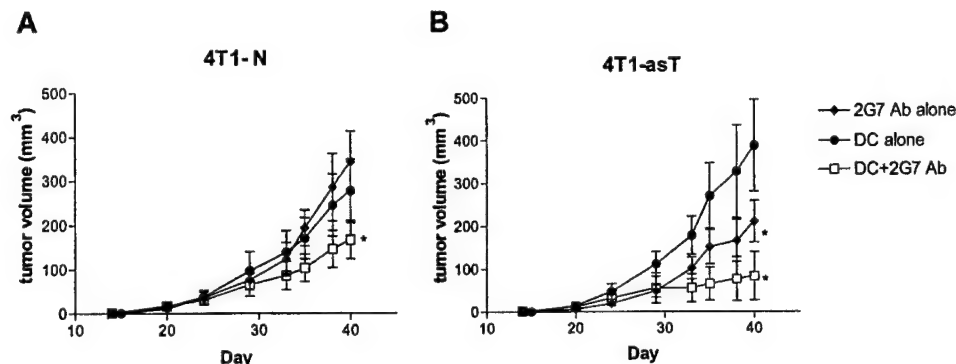 A
4T1- N
tumor volume (mm3)
500
400
300
200
100
0
10
20
30
40
Day
*
B
4T1-asT
tumor volume (mm3)
500
400
300
200
100
0
10
20
30
40
Day
*
*
2G7 Ab alone
DC alone
DC+2G7 Ab